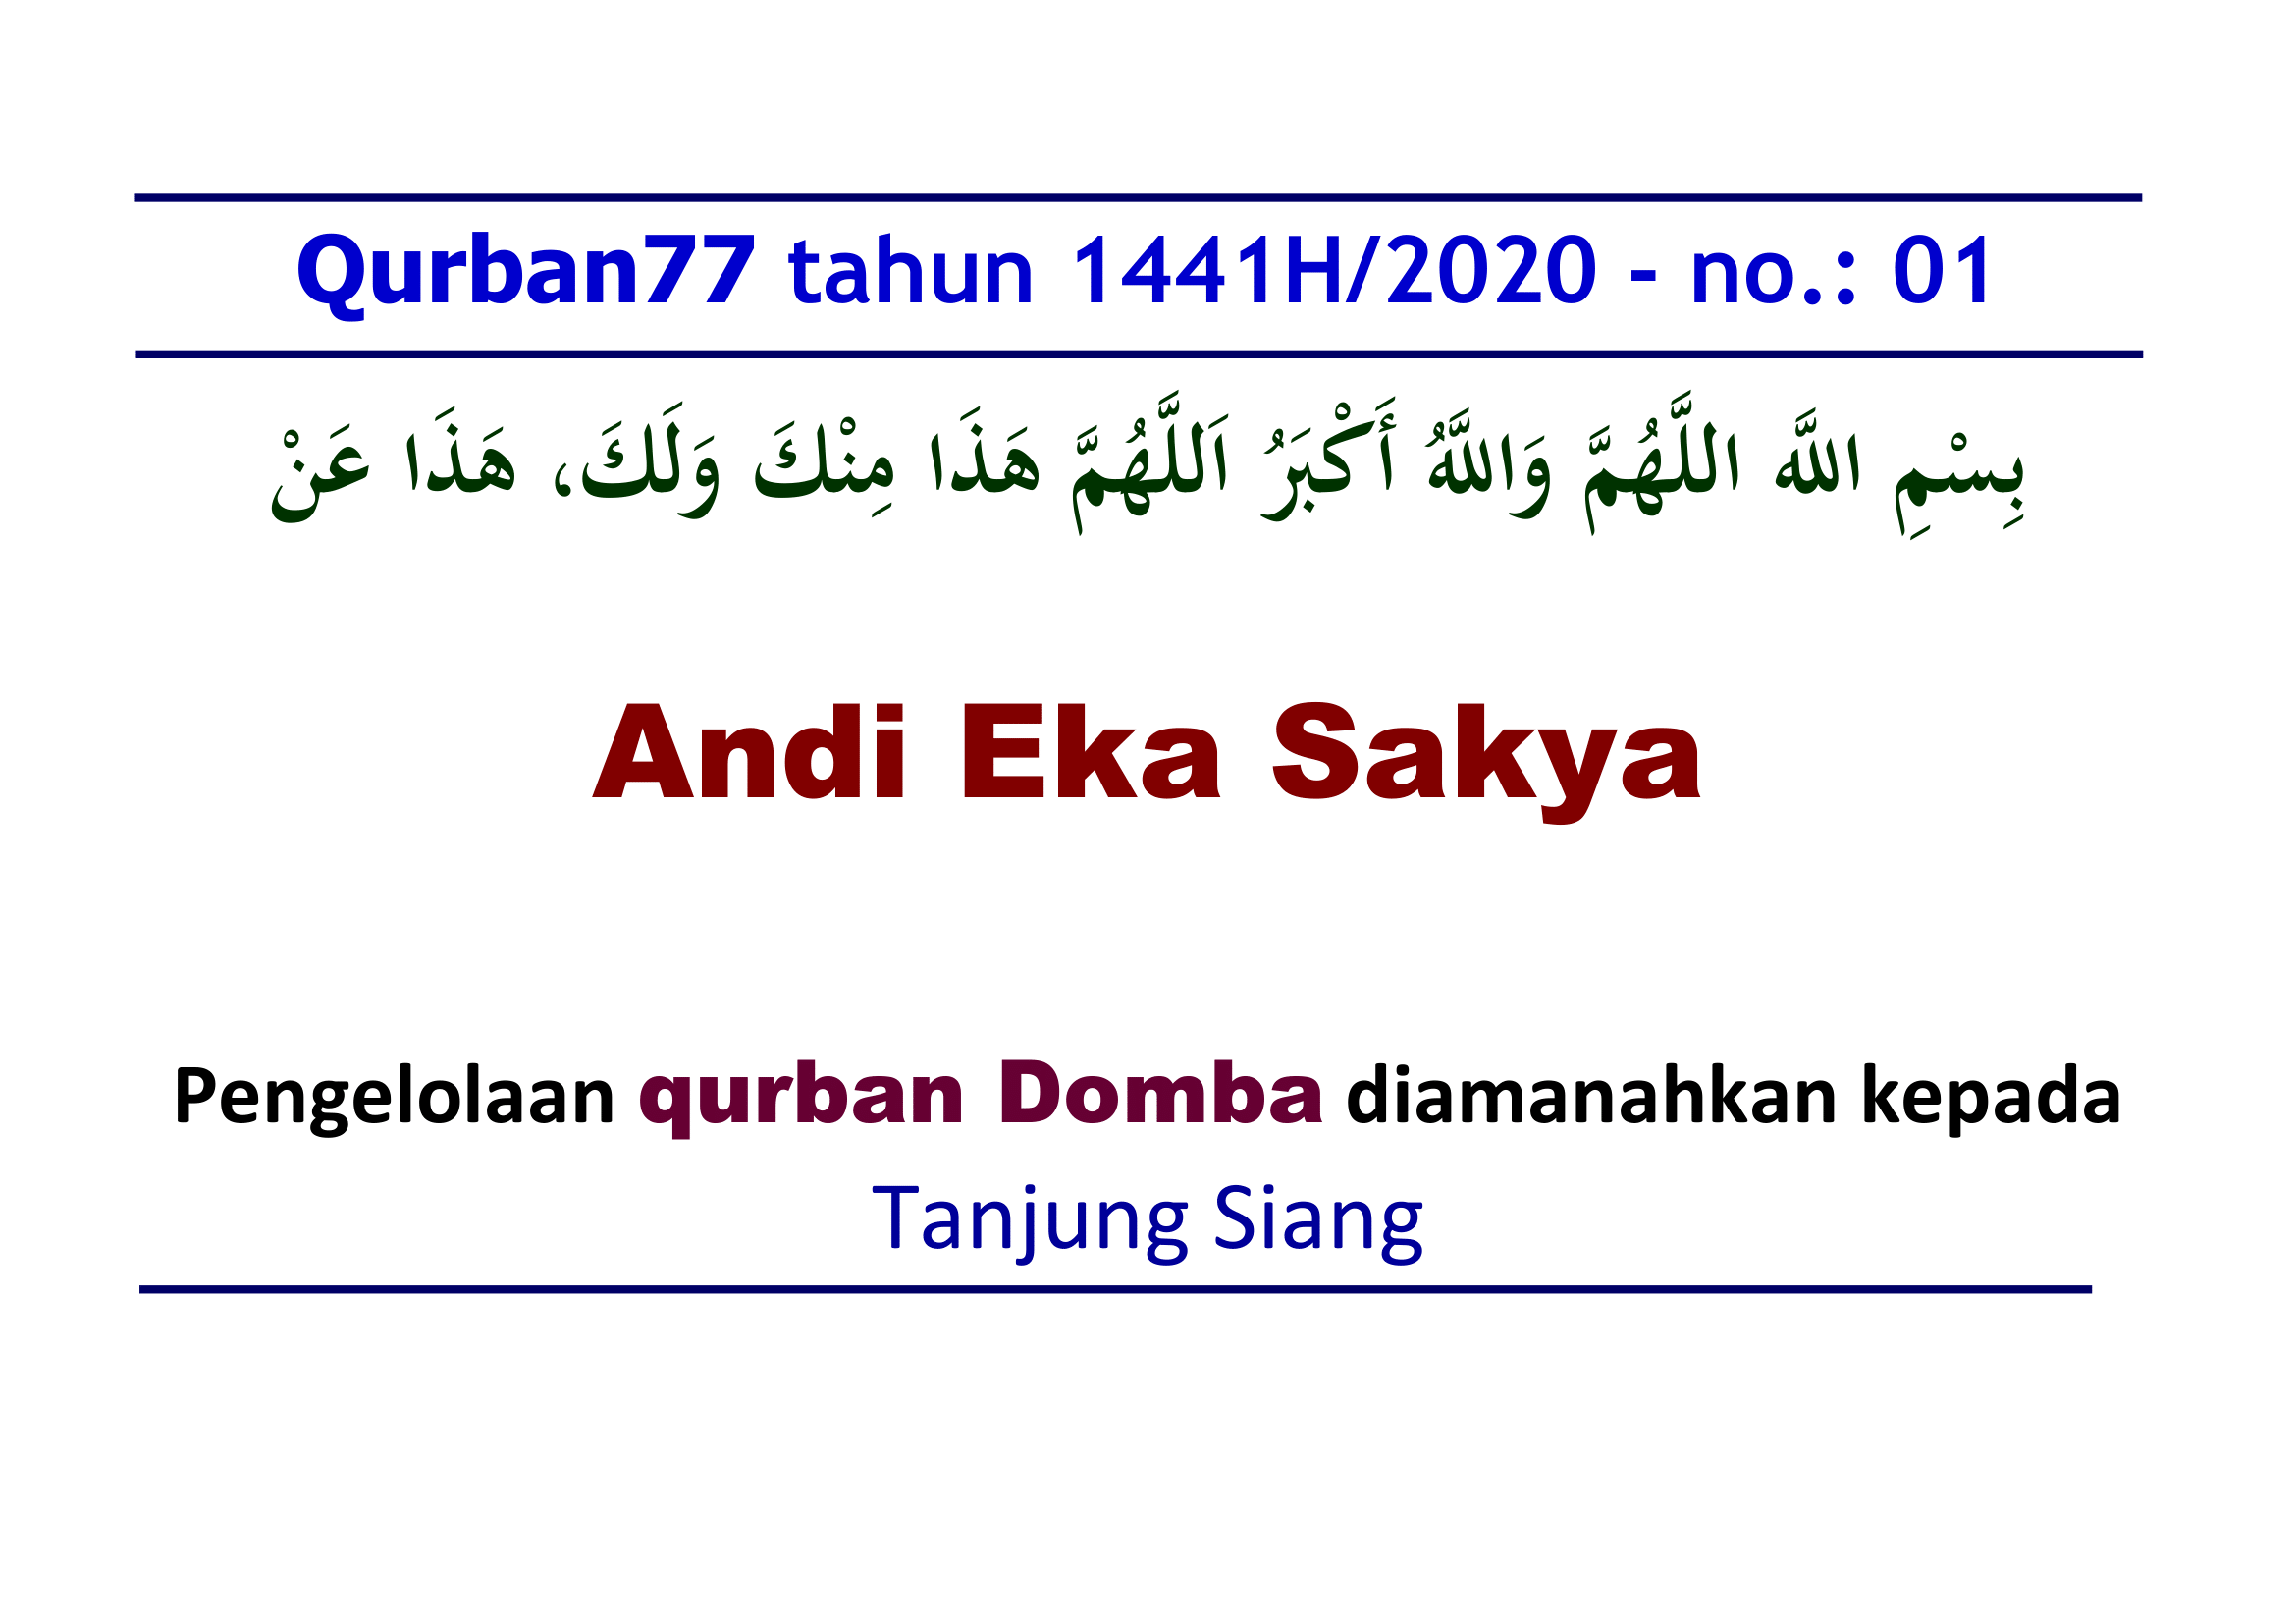 Qurban77 tahun 1441H/2020 - no.: 01
بِسْمِ اللَّه اَللَّهُمَّ وَاللَّهُ أَكْبَرُ اَللَّهُمَّ هَذَا مِنْكَ وَلَكَ، هَذَا عَنْ
Andi Eka Sakya
Pengelolaan qurban Domba diamanahkan kepada
Tanjung Siang